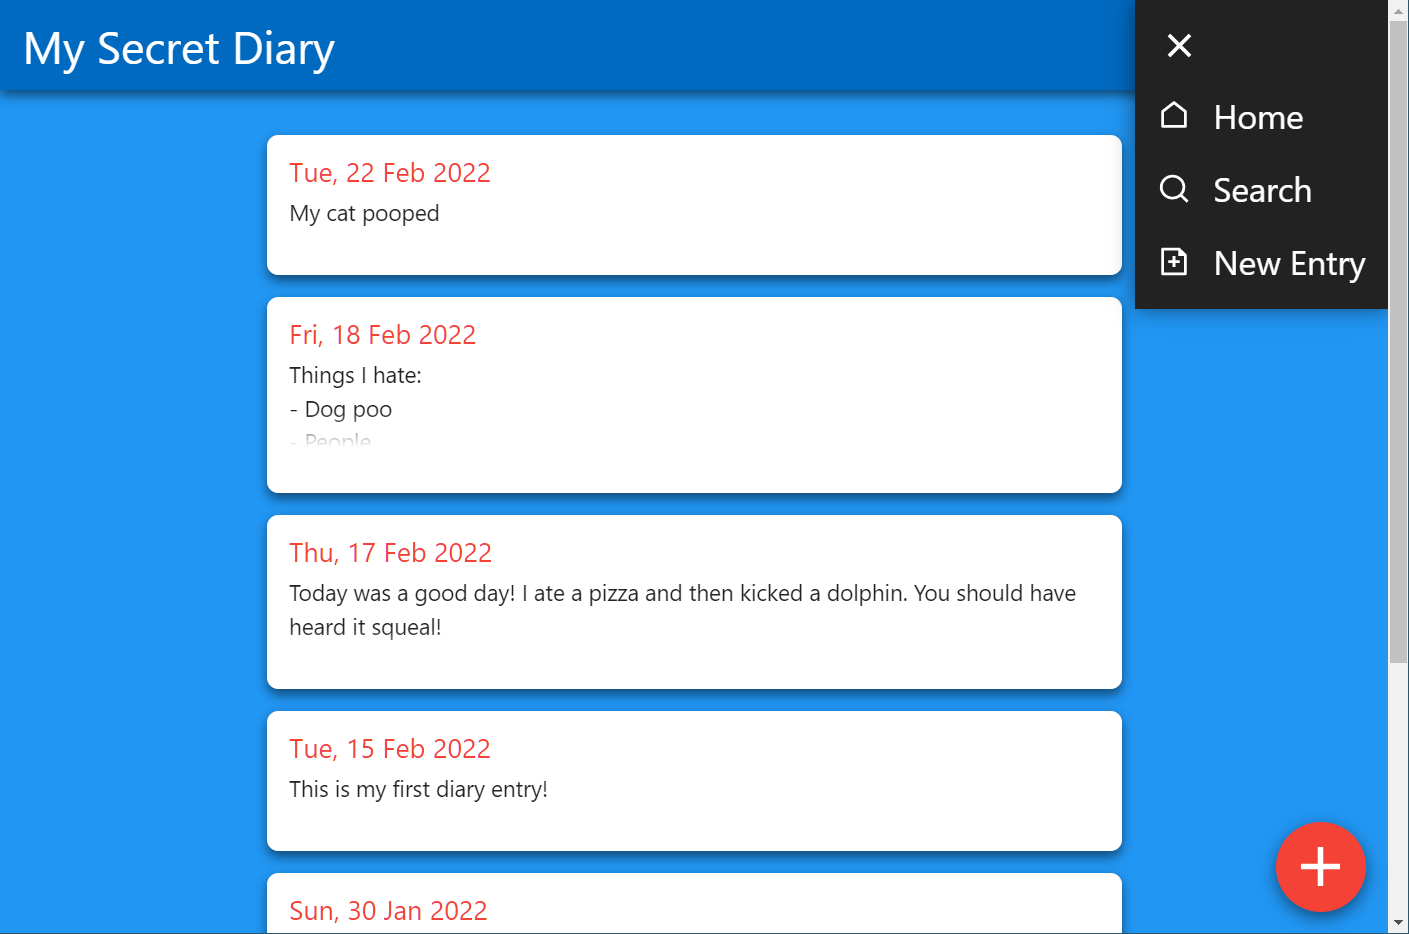 My Secret Diary
Home
Search
New Entry
Tue, 22 Feb 2022
My cat pooped
Fri, 18 Feb 2022
Things I hate:
- Dog poo
- People
Thu, 17 Feb 2022
Today was a good day! I ate a pizza and then kicked a dolphin. You should have
heard it squeal!
Tue, 15 Feb 2022
This is my first diary entry!
Sun, 30 Jan 2022